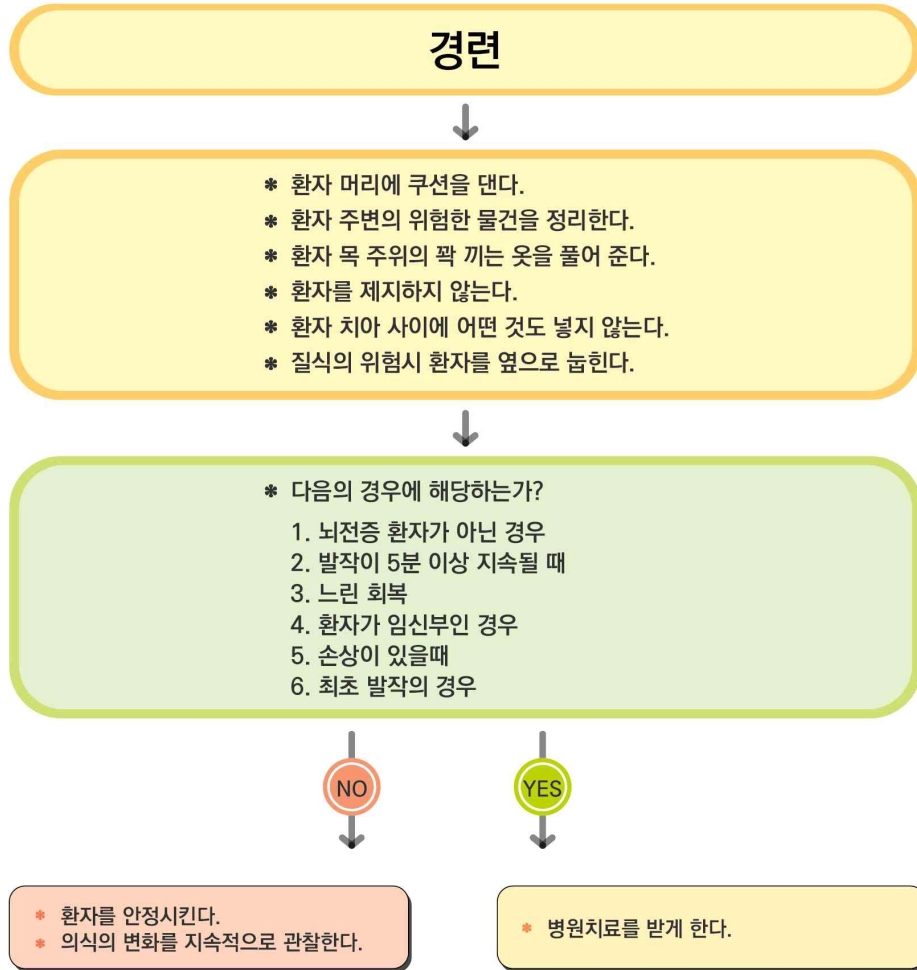 경련
* 환자 머리에 쿠션을 댄다.
* 환자 주변의 위험한 물건을 정리한다.
* 환자 목 주위의 꽉 끼는 옷을 풀어 준다.
* 환자를 제지하지 않는다.
* 환자 치아 사이에 어떤 것도 넣지 않는다.
* 질식의 위험시 환자를 옆으로 눕힌다.
* 다음의 경우에 해당하는가?
1. 뇌전증 환자가 아닌 경우
2. 발작이 5분 이상 지속될 때
3. 느린 회복
4. 환자가 임신부인 경우
5. 손상이 있을때
6. 최초 발작의 경우
NO
YES
* 환자를 안정시킨다.
* 의식의 변화를 지속적으로 관찰한다.
* 병원치료를 받게 한다.